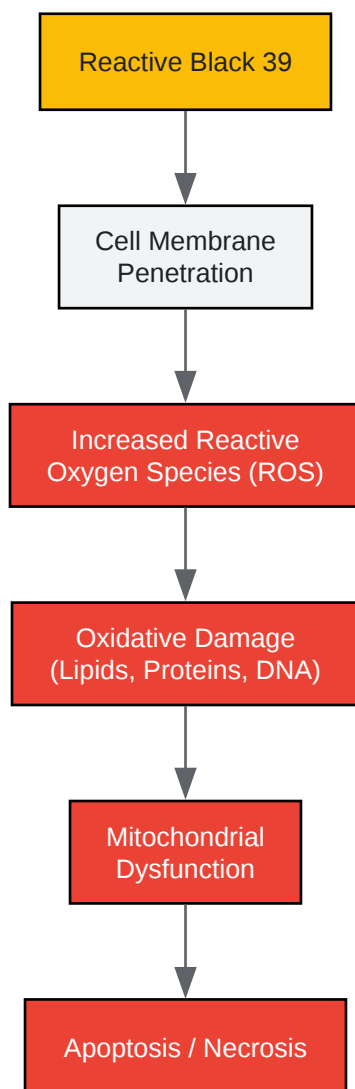 Reactive Black 39
Cell Membrane
Penetration
Increased Reactive
Oxygen Species (ROS)
Oxidative Damage
(Lipids, Proteins, DNA)
Mitochondrial
Dysfunction
Apoptosis / Necrosis